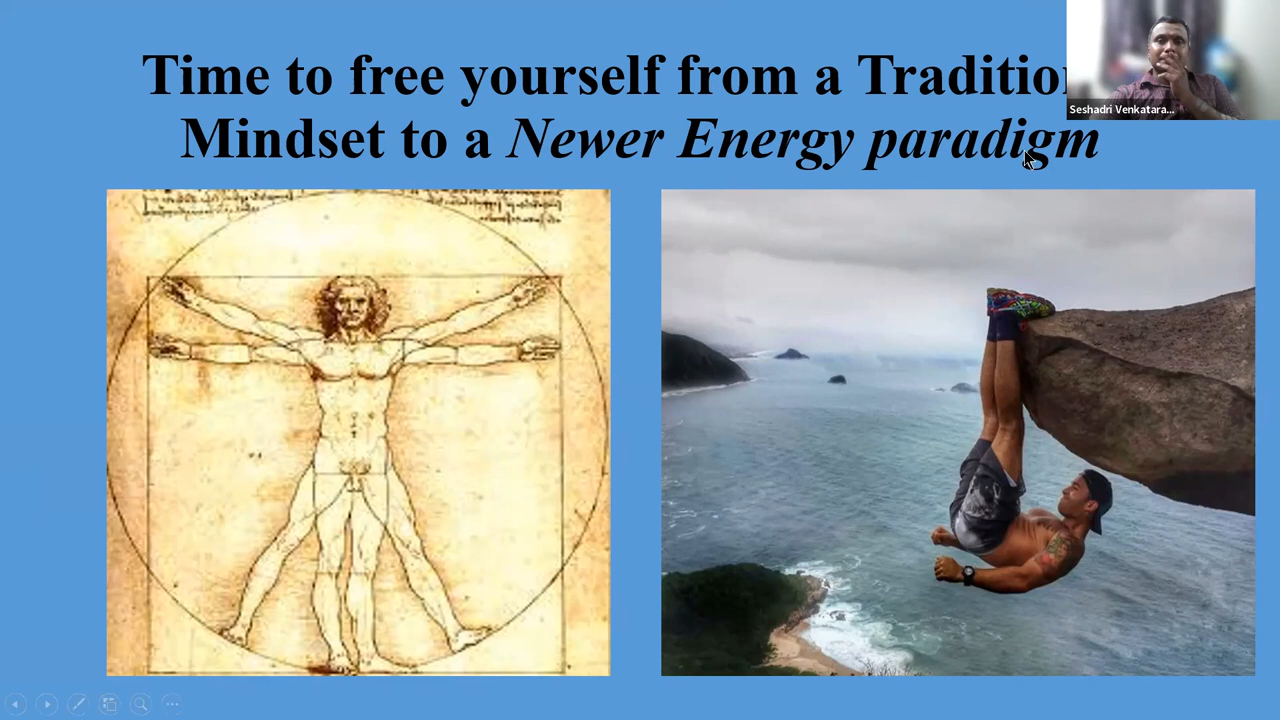 Time to free yourself from a Tradition
Mindset to a Newer Energy paradigm
Seshadri Venkatara...